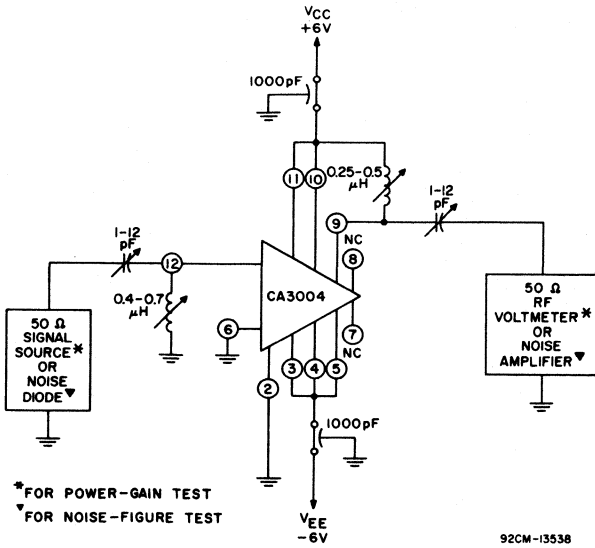 VCC
+6V
1000pF
11
10
0.25-0.5
μH
1-12
pF
9
NC
8
1-12
pF
12
CA3004
50 Ω
RF
VOLTMETER*
OR
NOISE
AMPLIFIER▼
0.4-0.7
μH
6
7
NC
50 Ω
SIGNAL
SOURCE*
OR
NOISE
DIODE▼
2
3
4
5
1000pF
*FOR POWER-GAIN TEST
▼FOR NOISE-FIGURE TEST
VEE
-6V
92CM-13538